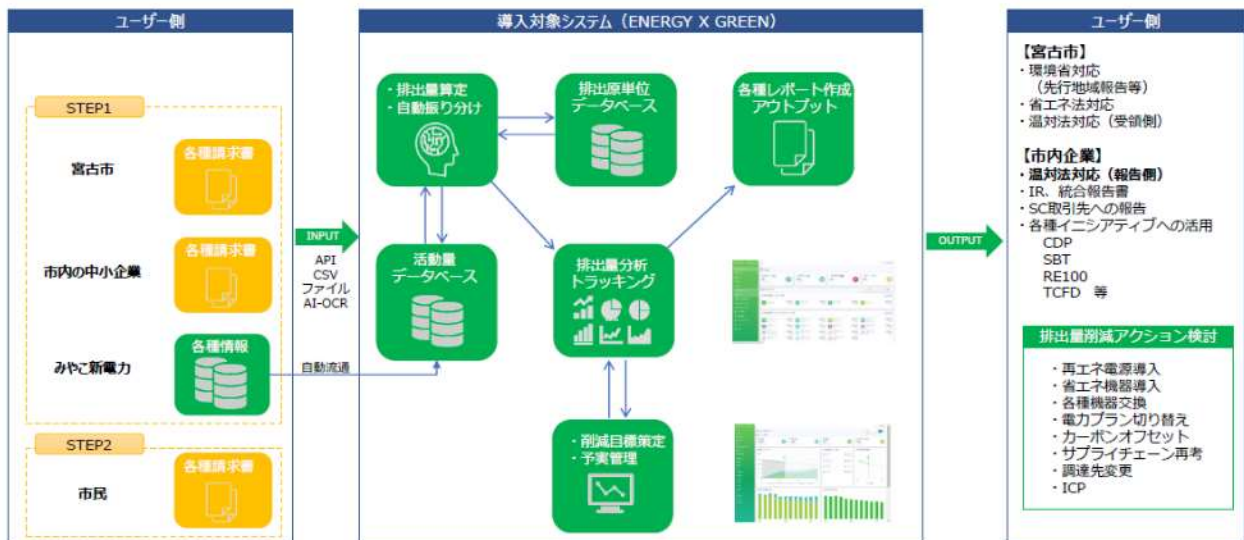 ユーザー側
STEP1
宮古市
各種請求書
市内の中小企業
各種請求書
みやこ新電力
各種情報
STEP2
市民
各種請求書
INPUT
API
CSV
ファイル
AI-OCR
自動流通
導入対象システム（ENERGY X GREEN）
・排出量算定
・自動振り分け
排出原単位
データベース
各種レポート作成
アウトプット
活動量
データベース
排出量分析
トラッキング
・削減目標策定
・予実管理
OUTPUT
ユーザー側
【宮古市】
・環境省対応
（先行地域報告等）
・省エネ法対応
・温対法対応（受領側）
【市内企業】
・温対法対応（報告側）
・IR、統合報告書
・SC取引先への報告
・各種イニシアティブへの活用
CDP
SBT
RE100
TCFD 等
排出量削減アクション検討
・再エネ電源導入
・省エネ機器導入
・各種機器交換
・電力プラン切り替え
・カーボンオフセット
・サプライチェーン再考
・調達先変更
・ICP